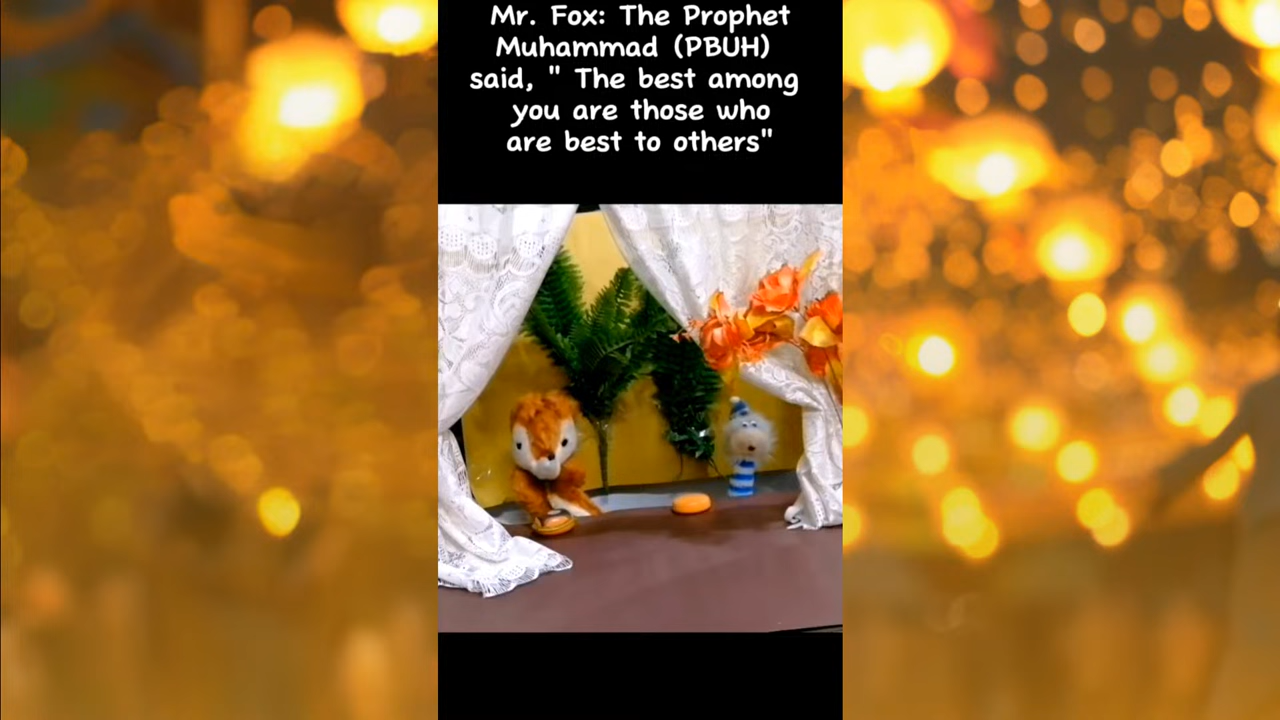 Mr. Fox: The Prophet
Muhammad (PBUH)
said, " The best among
you are those who
are best to others"